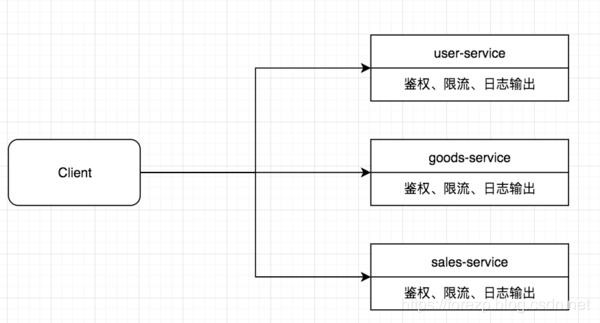 user-service
鉴权、限流、日志输出
Client
goods-service
鉴权、限流、日志输出
sales-service
鉴权、限流、日志输出